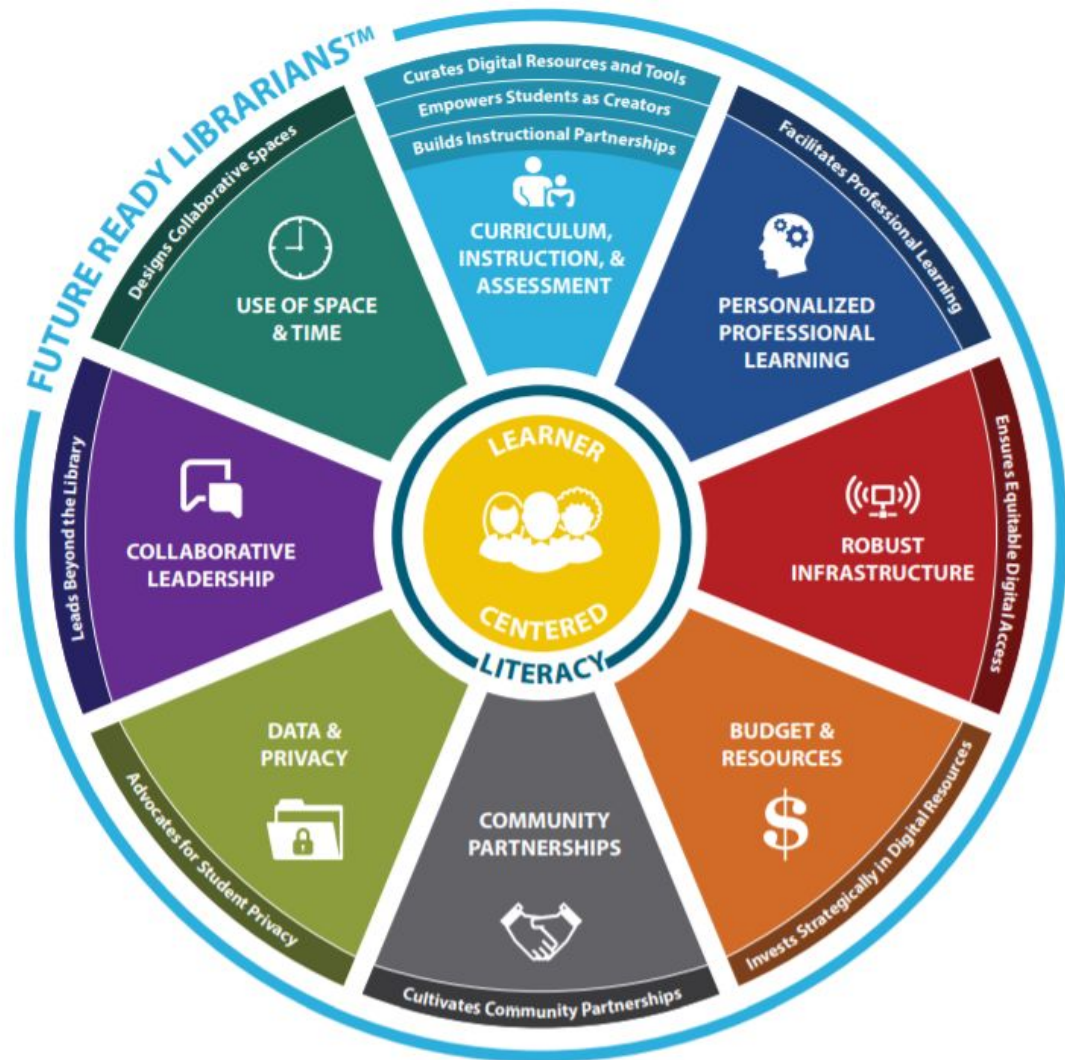 FUTURE READY LIBRARIANS™
Curates Digital Resources and Tools
Empowers Students as Creators
Builds Instructional Partnerships
CURRICULUM,
INSTRUCTION, &
ASSESSMENT
Facilitates Professional Learning
PERSONALIZED
PROFESSIONAL
LEARNING
Ensures Equitable Digital Access
ROBUST
INFRASTRUCTURE
Invests Strategically in Digital Resources
BUDGET &
RESOURCES
$
Cultivates Community Partnerships
COMMUNITY
PARTNERSHIPS
Advocates for Student Privacy
DATA &
PRIVACY
Leads Beyond the Library
COLLABORATIVE
LEADERSHIP
Designs Collaborative Spaces
USE OF SPACE
& TIME
LEARNER
CENTERED
LITERACY